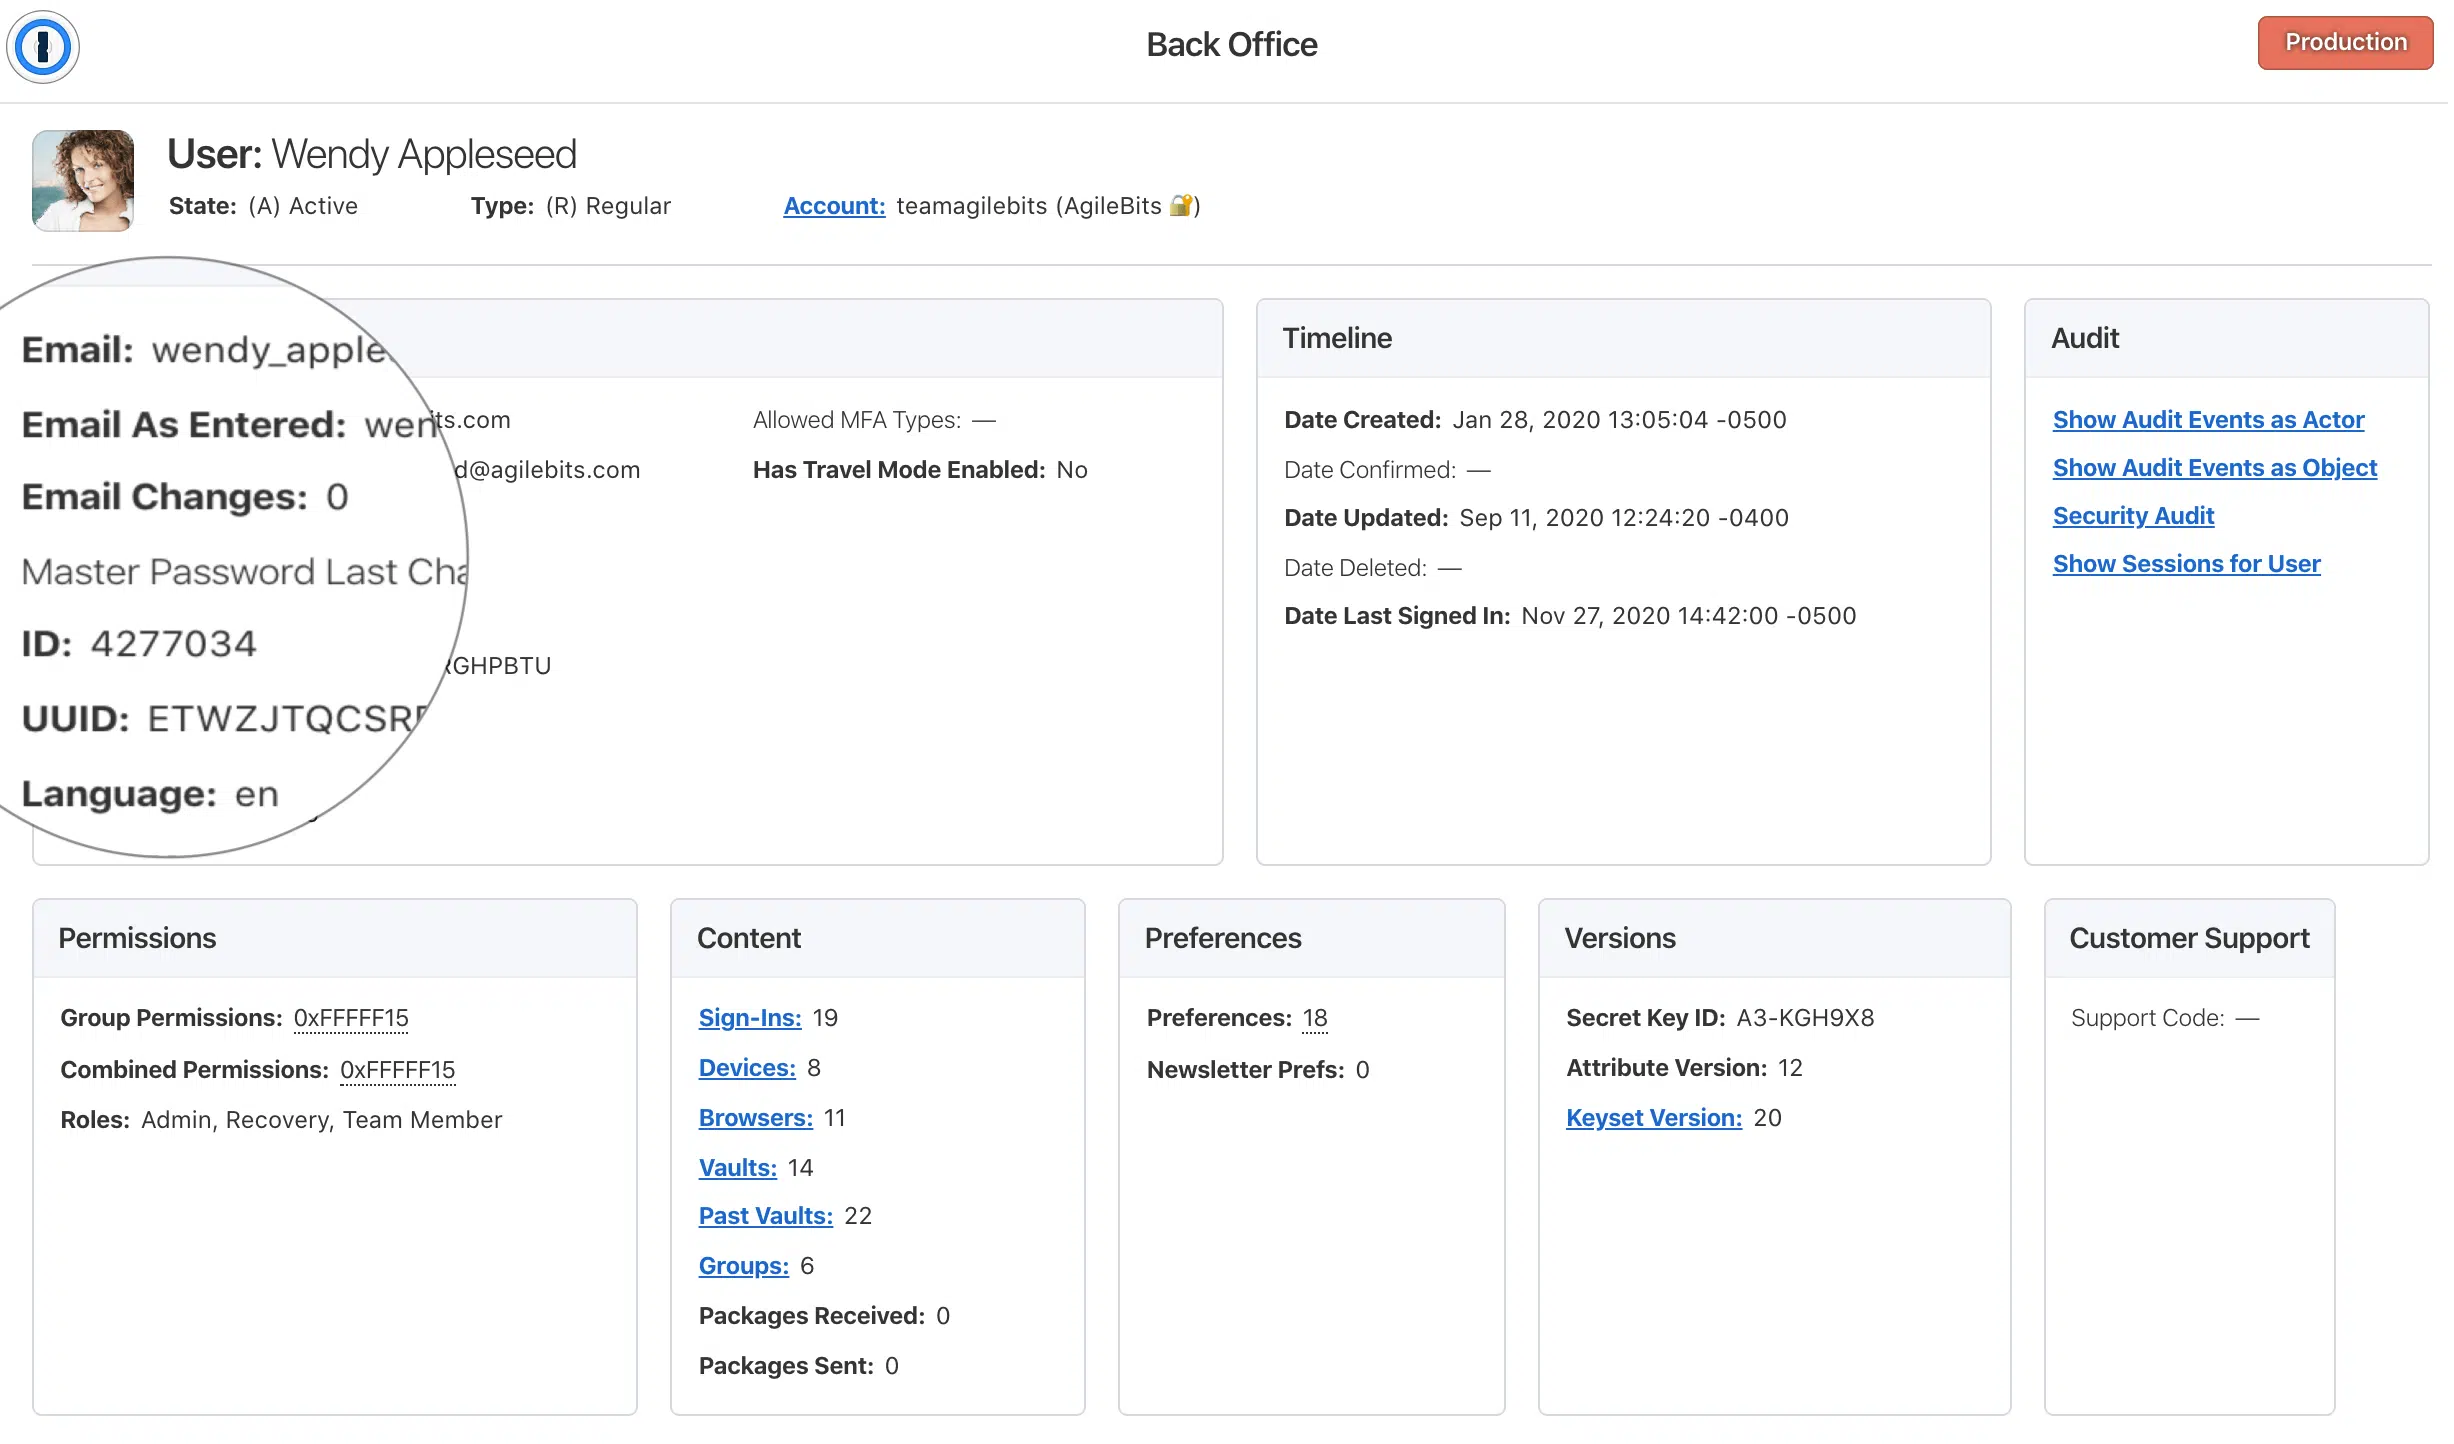 Back Office
Production
User: Wendy Appleseed
State: (A) Active
Type: (R) Regular
Account: teamagilebits (AgileBits 🔐)
Email: wendy_apple
Email As Entered: wen
Email Changes: 0
Master Password Last Cha
ID: 4277034
UUID: ETWZJTQCSR
Language: en
its.com
d@agilebits.com
RGHPBTU
Allowed MFA Types: —
Has Travel Mode Enabled: No
Timeline
Date Created: Jan 28, 2020 13:05:04 -0500
Date Confirmed: —
Date Updated: Sep 11, 2020 12:24:20 -0400
Date Deleted: —
Date Last Signed In: Nov 27, 2020 14:42:00 -0500
Audit
Show Audit Events as Actor
Show Audit Events as Object
Security Audit
Show Sessions for User
Permissions
Group Permissions: 0xFFFFF15
Combined Permissions: 0xFFFFF15
Roles: Admin, Recovery, Team Member
Content
Sign-Ins: 19
Devices: 8
Browsers: 11
Vaults: 14
Past Vaults: 22
Groups: 6
Packages Received: 0
Packages Sent: 0
Preferences
Preferences: 18
Newsletter Prefs: 0
Versions
Secret Key ID: A3-KGH9X8
Attribute Version: 12
Keyset Version: 20
Customer Support
Support Code: —